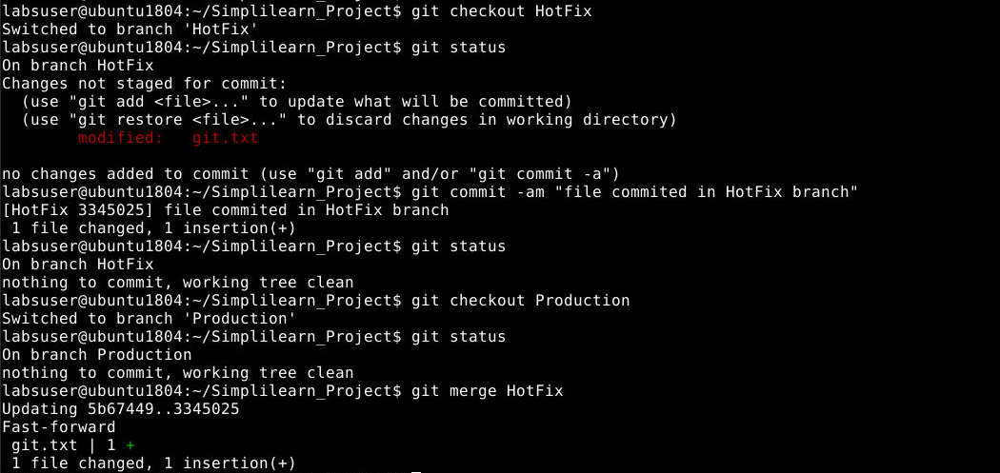 labsuser@ubuntu1804:~/Simplilearn_Project$ git checkout HotFix
Switched to branch 'HotFix'
labsuser@ubuntu1804:~/Simplilearn_Project$ git status
On branch HotFix
Changes not staged for commit:
  (use "git add <file>..." to update what will be committed)
  (use "git restore <file>..." to discard changes in working directory)
        modified:   git.txt

no changes added to commit (use "git add" and/or "git commit -a")
labsuser@ubuntu1804:~/Simplilearn_Project$ git commit -am "file commited in HotFix branch"
[HotFix 3345025] file commited in HotFix branch
 1 file changed, 1 insertion(+)
labsuser@ubuntu1804:~/Simplilearn_Project$ git status
On branch HotFix
nothing to commit, working tree clean
labsuser@ubuntu1804:~/Simplilearn_Project$ git checkout Production
Switched to branch 'Production'
labsuser@ubuntu1804:~/Simplilearn_Project$ git status
On branch Production
nothing to commit, working tree clean
labsuser@ubuntu1804:~/Simplilearn_Project$ git merge HotFix
Updating 5b67449..3345025
Fast-forward
 git.txt | 1 +
 1 file changed, 1 insertion(+)